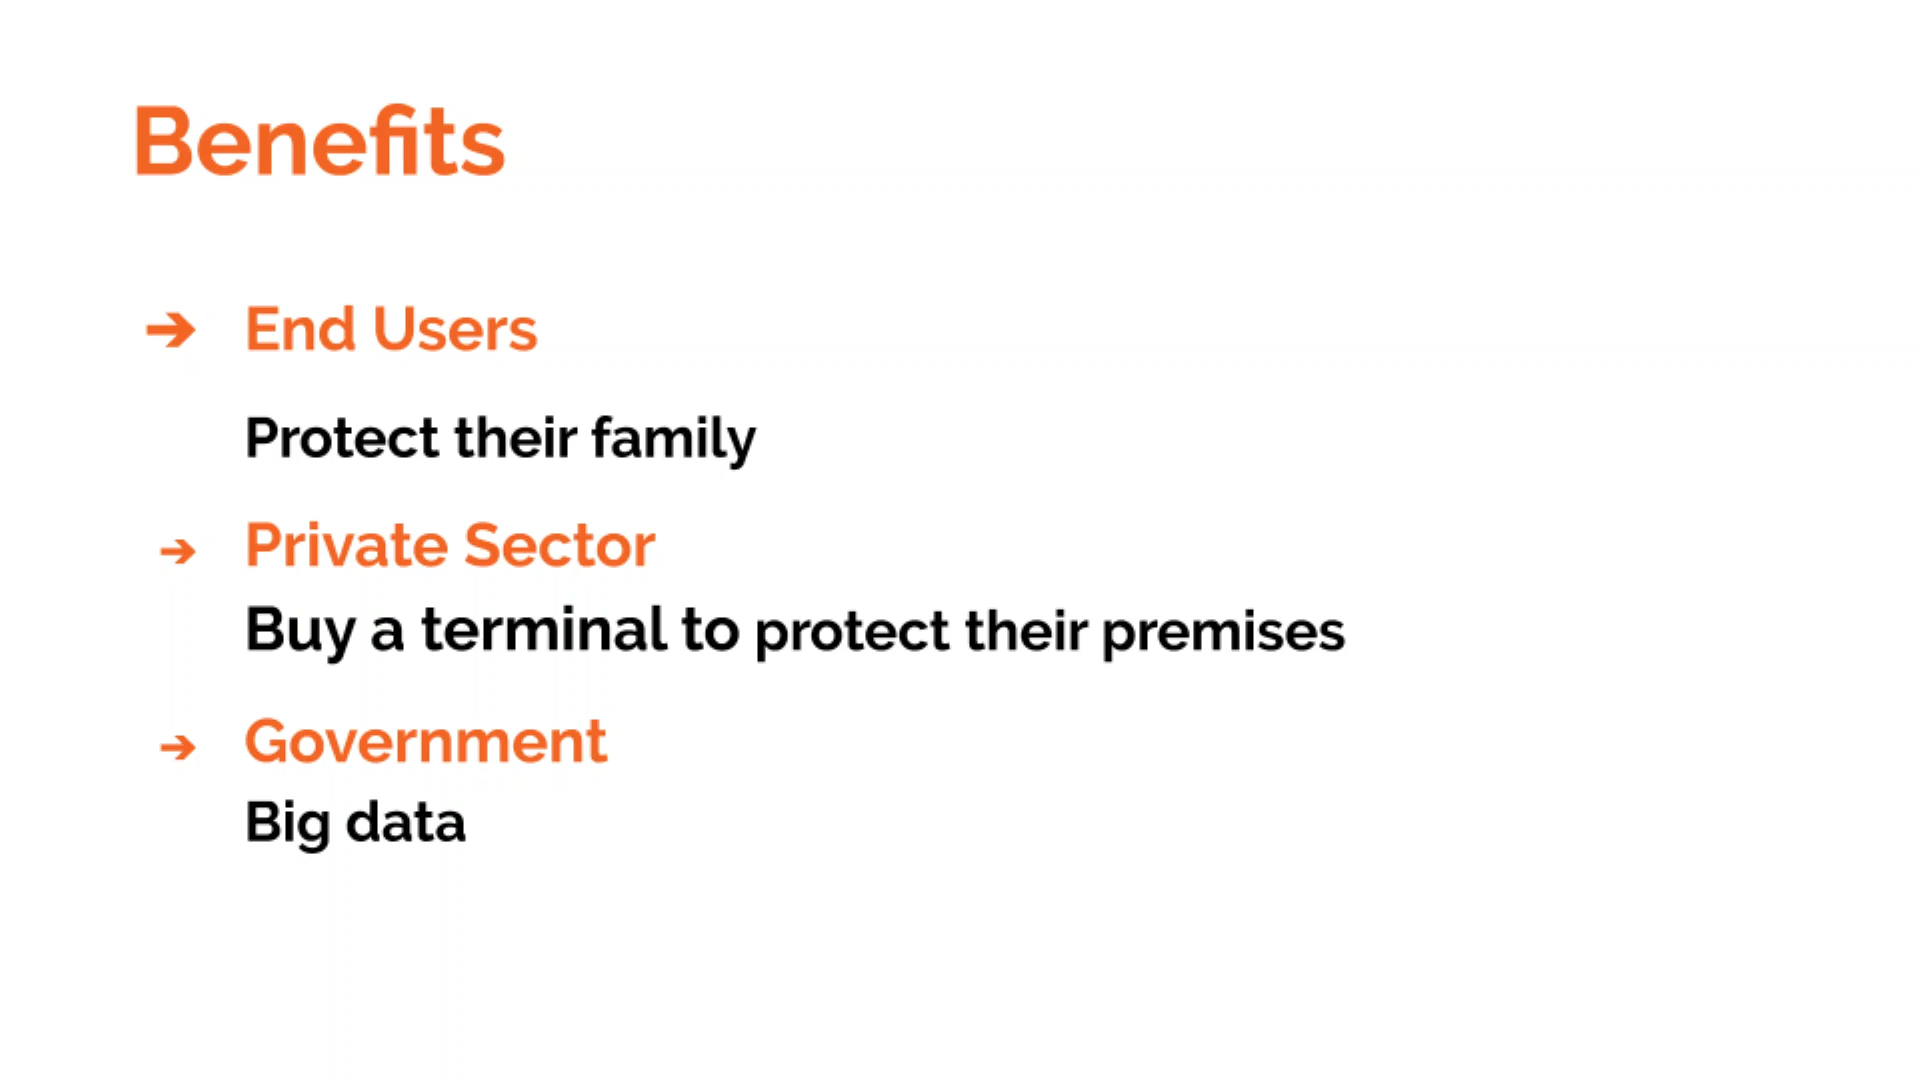 Benefits
➔ End Users
Protect their family
➔ Private Sector
Buy a terminal to protect their premises
➔ Government
Big data